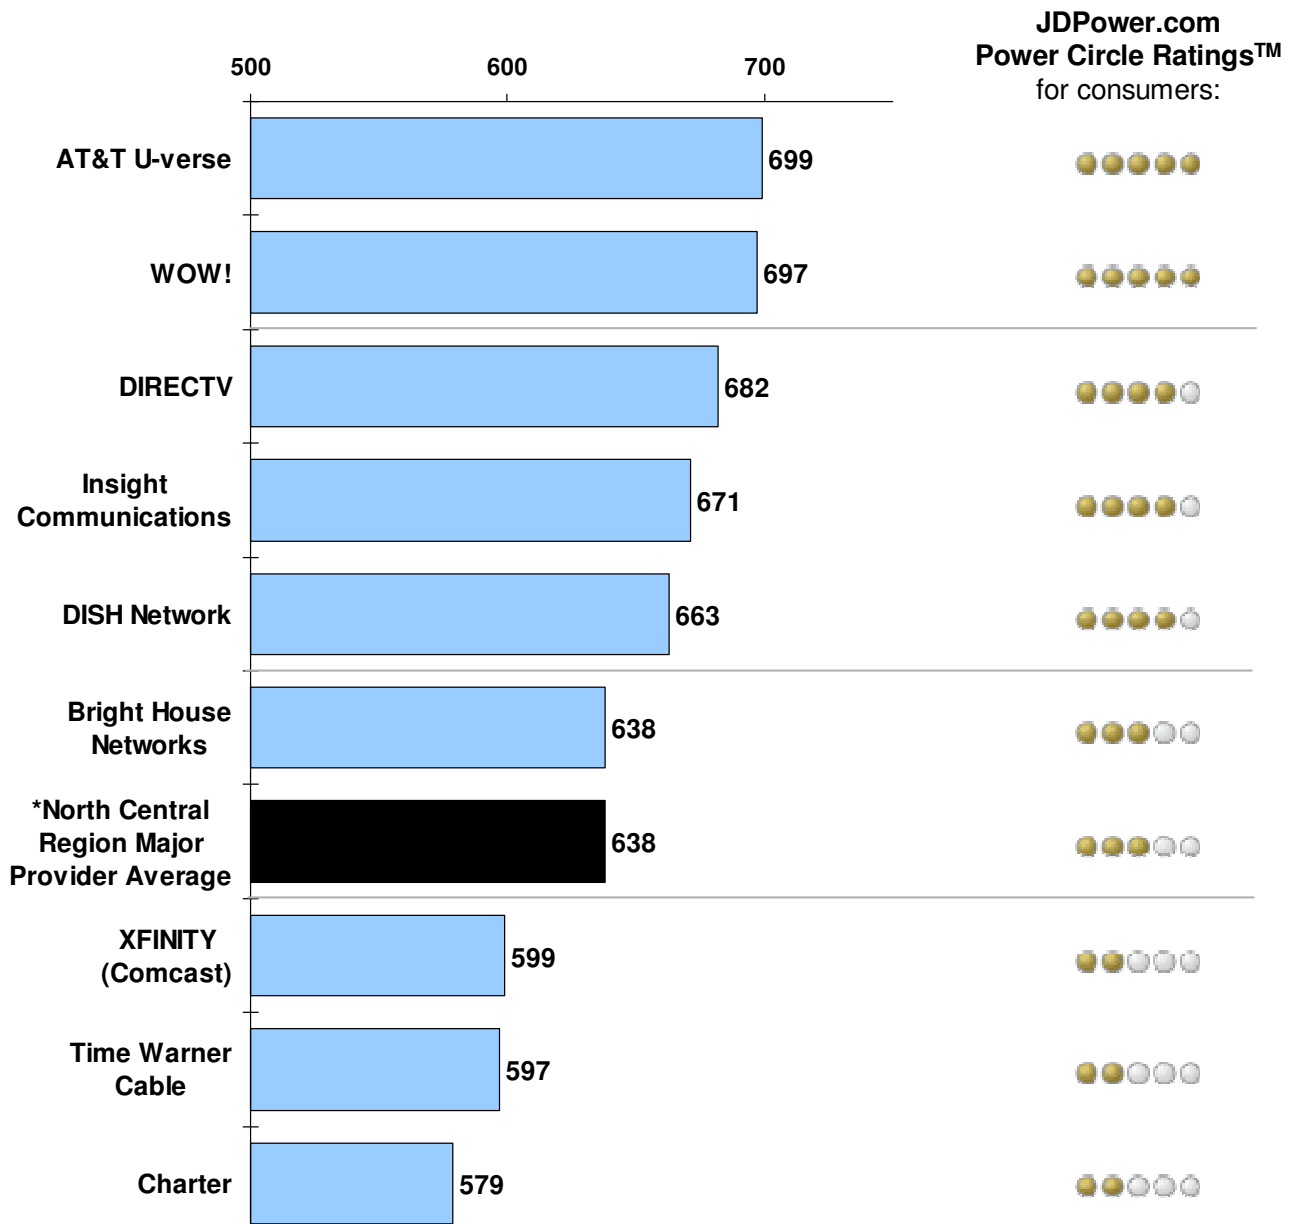 JDPower.com
Power Circle Ratings™
for consumers:
500 600 700
AT&T U-verse 699
WOW! 697
DIRECTV 682
Insight
Communications 671
DISH Network 663
Bright House
Networks 638
*North Central
Region Major
Provider Average 638
XFINITY
(Comcast) 599
Time Warner
Cable 597
Charter 579